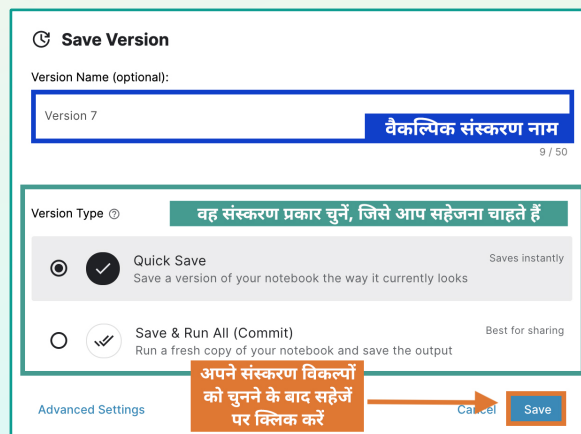 Save Version
Version Name (optional):
Version 7
वैकल्पिक संस्करण नाम
9 / 50
Version Type ?
वह संस्करण प्रकार चुनें, जिसे आप सहेजना चाहते हैं
Quick Save
Saves instantly
Save a version of your notebook the way it currently looks
Save & Run All (Commit)
Best for sharing
Run a fresh copy of your notebook and save the output
अपने संस्करण विकल्पों
को चुनने के बाद सहेजें
पर क्लिक करें
Advanced Settings
Cancel
Save